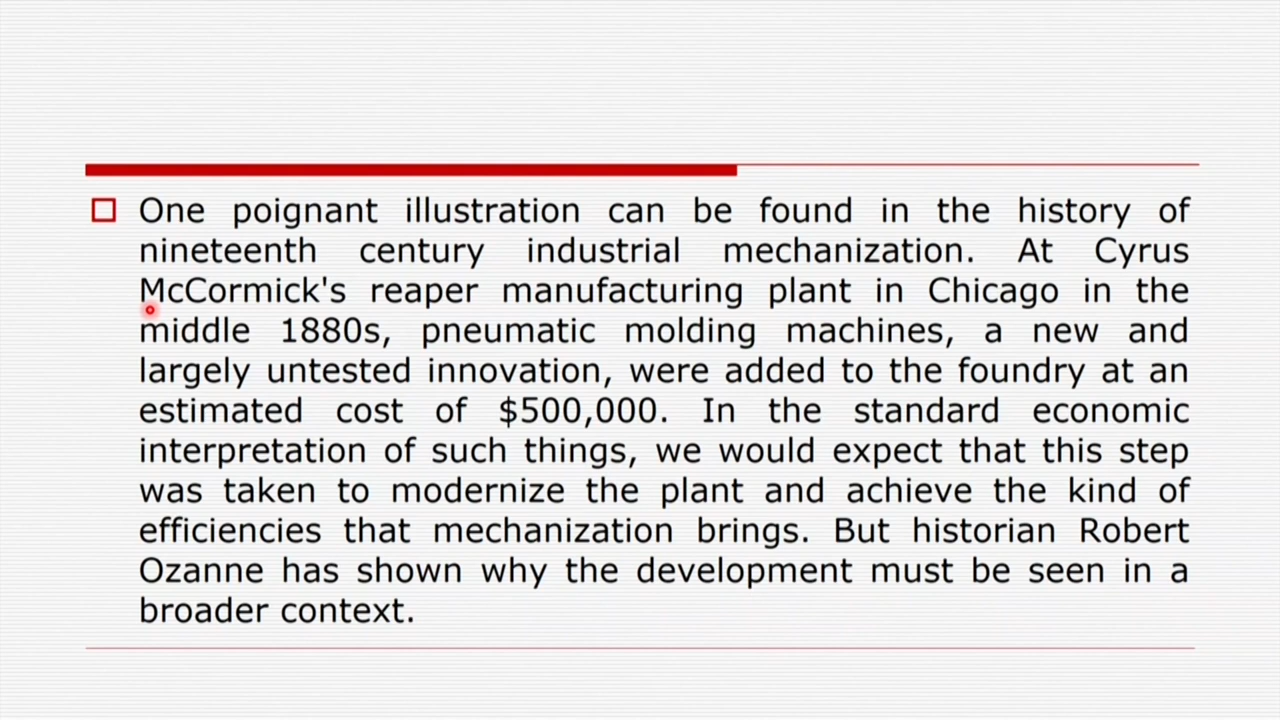 One poignant illustration can be found in the history of
nineteenth century industrial mechanization. At Cyrus
McCormick's reaper manufacturing plant in Chicago in the
middle 1880s, pneumatic molding machines, a new and
largely untested innovation, were added to the foundry at an
estimated cost of $500,000. In the standard economic
interpretation of such things, we would expect that this step
was taken to modernize the plant and achieve the kind of
efficiencies that mechanization brings. But historian Robert
Ozanne has shown why the development must be seen in a
broader context.